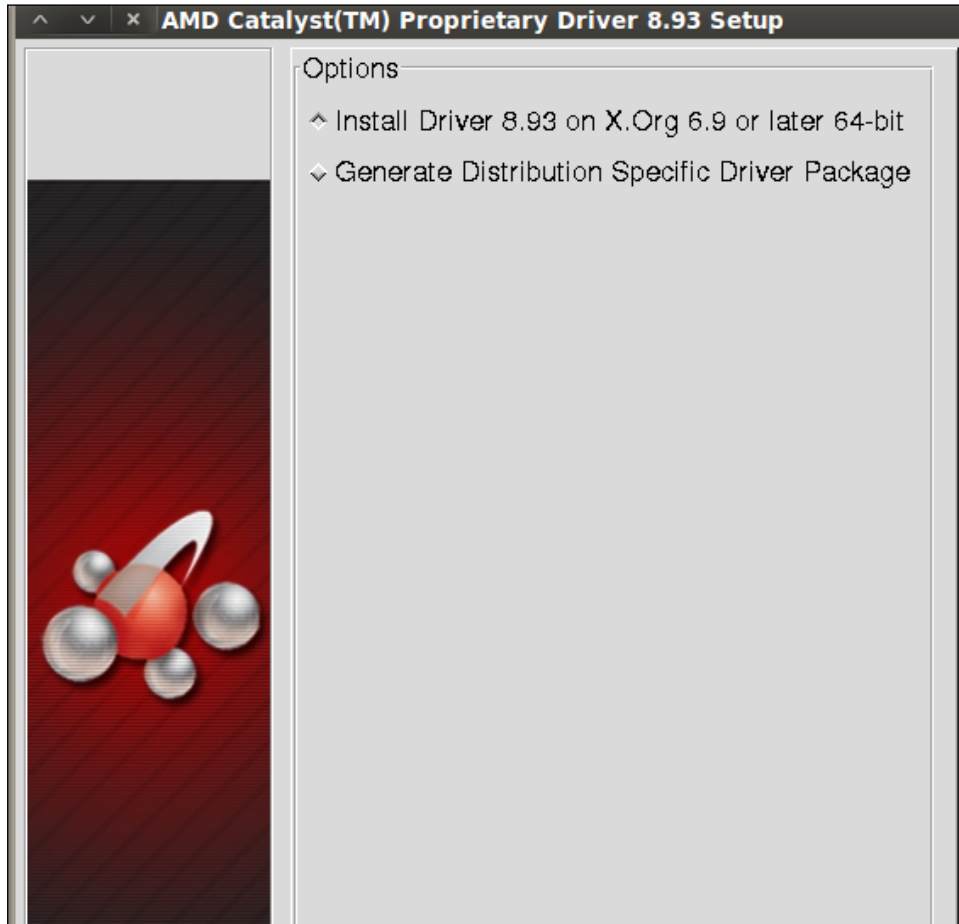 AMD Catalyst(TM) Proprietary Driver 8.93 Setup
Options
Install Driver 8.93 on X.Org 6.9 or later 64-bit
Generate Distribution Specific Driver Package